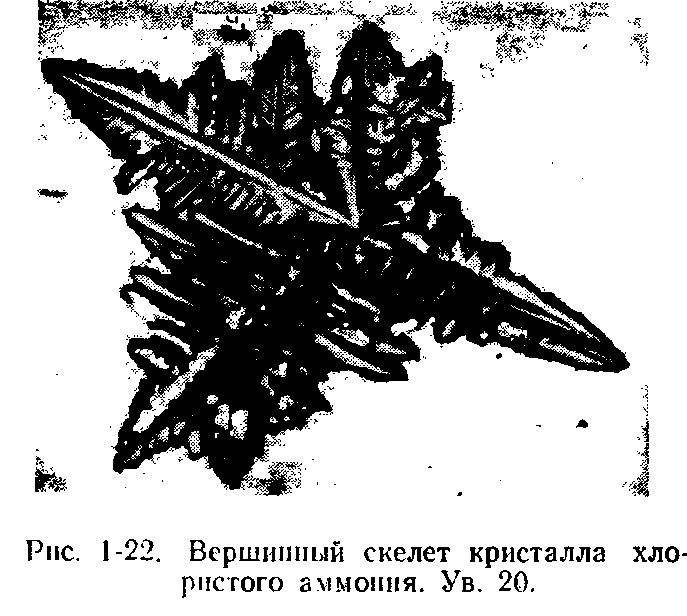 Рис. 1-22. Вершинный скелет кристалла хло-
ристого аммония. Ув. 20.